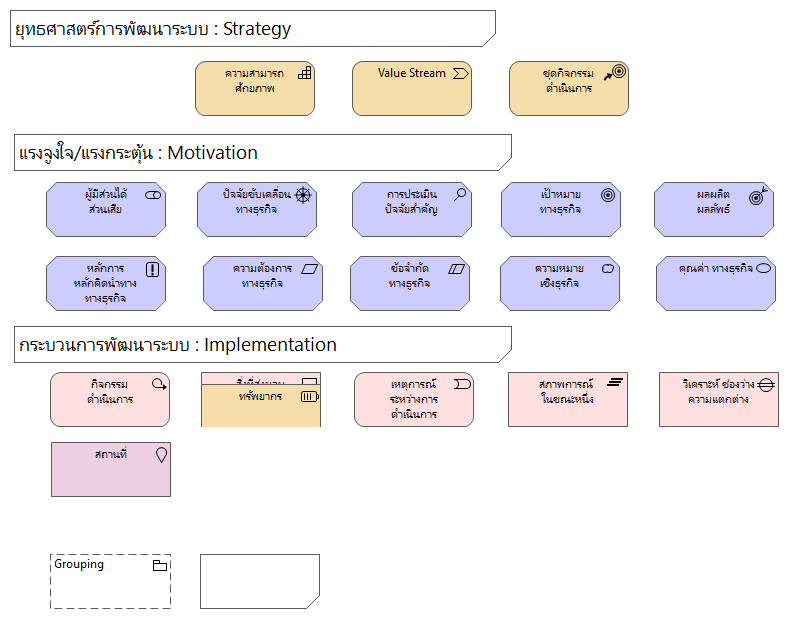 ยุทธศาสตร์การพัฒนาระบบ : Strategy
ความสามารถ
ศักยภาพ
Value Stream
ชุดกิจกรรม
ดำเนินการ
แรงจูงใจ/แรงกระตุ้น : Motivation
ผู้มีส่วนได้
ส่วนเสีย
ปัจจัยขับเคลื่อน
ทางธุรกิจ
การประเมิน
ปัจจัยสำคัญ
เป้าหมาย
ทางธุรกิจ
ผลผลิต
ผลลัพธ์
หลักการ
หลักคิดนำทาง
ทางธุรกิจ
ความต้องการ
ทางธุรกิจ
ข้อจำกัด
ทางธุรกิจ
ความหมาย
เชิงธุรกิจ
คุณค่า ทางธุรกิจ
กระบวนการพัฒนาระบบ : Implementation
กิจกรรม
ดำเนินการ
ทรัพยากร
เหตุการณ์
ระหว่างการ
ดำเนินการ
สภาพการณ์
ในขณะหนึ่ง
วิเคราะห์ ช่องว่าง
ความแตกต่าง
สถานที่
Grouping